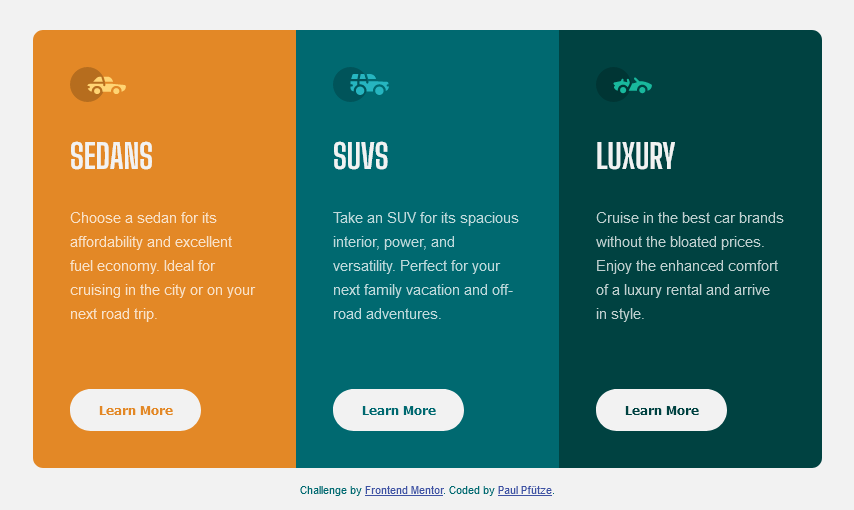 SEDANS
Choose a sedan for its
affordability and excellent
fuel economy. Ideal for
cruising in the city or on your
next road trip.
Learn More
SUVS
Take an SUV for its spacious
interior, power, and
versatility. Perfect for your
next family vacation and off-
road adventures.
Learn More
LUXURY
Cruise in the best car brands
without the bloated prices.
Enjoy the enhanced comfort
of a luxury rental and arrive
in style.
Learn More
Challenge by Frontend Mentor. Coded by Paul Pfütze.